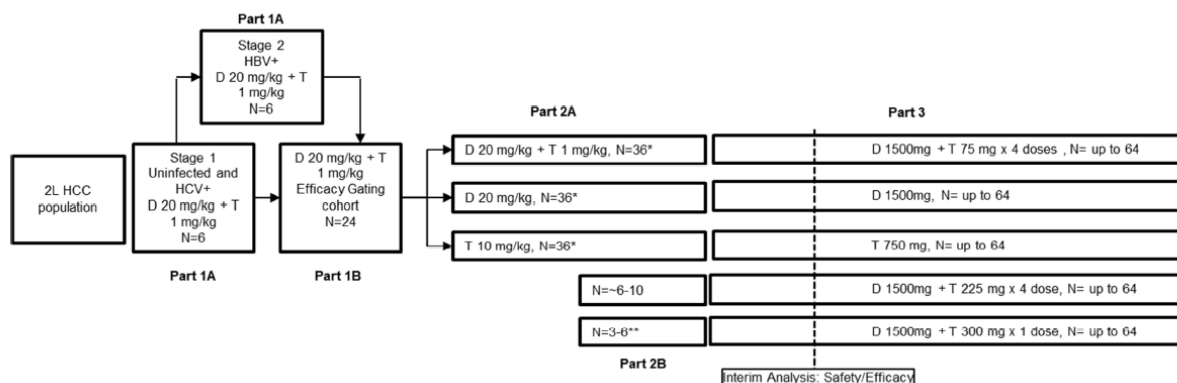 Part 1A
Stage 2
HBV+
D 20 mg/kg + T
1 mg/kg
N=6
2L HCC
population
Stage 1
Uninfected and
HCV+
D 20 mg/kg + T
1 mg/kg
N=6
Part 1A
D 20 mg/kg + T
1 mg/kg
Efficacy Gating
cohort
N=24
Part 1B
Part 2A
D 20 mg/kg + T 1 mg/kg, N=36*
D 20 mg/kg, N=36*
T 10 mg/kg, N=36*
N=~6-10
N=3-6**
Part 2B
Part 3
D 1500mg + T 75 mg x 4 doses , N= up to 64
D 1500mg, N= up to 64
T 750 mg, N= up to 64
D 1500mg + T 225 mg x 4 dose, N= up to 64
D 1500mg + T 300 mg x 1 dose, N= up to 64
Interim Analysis: Safety/Efficacy